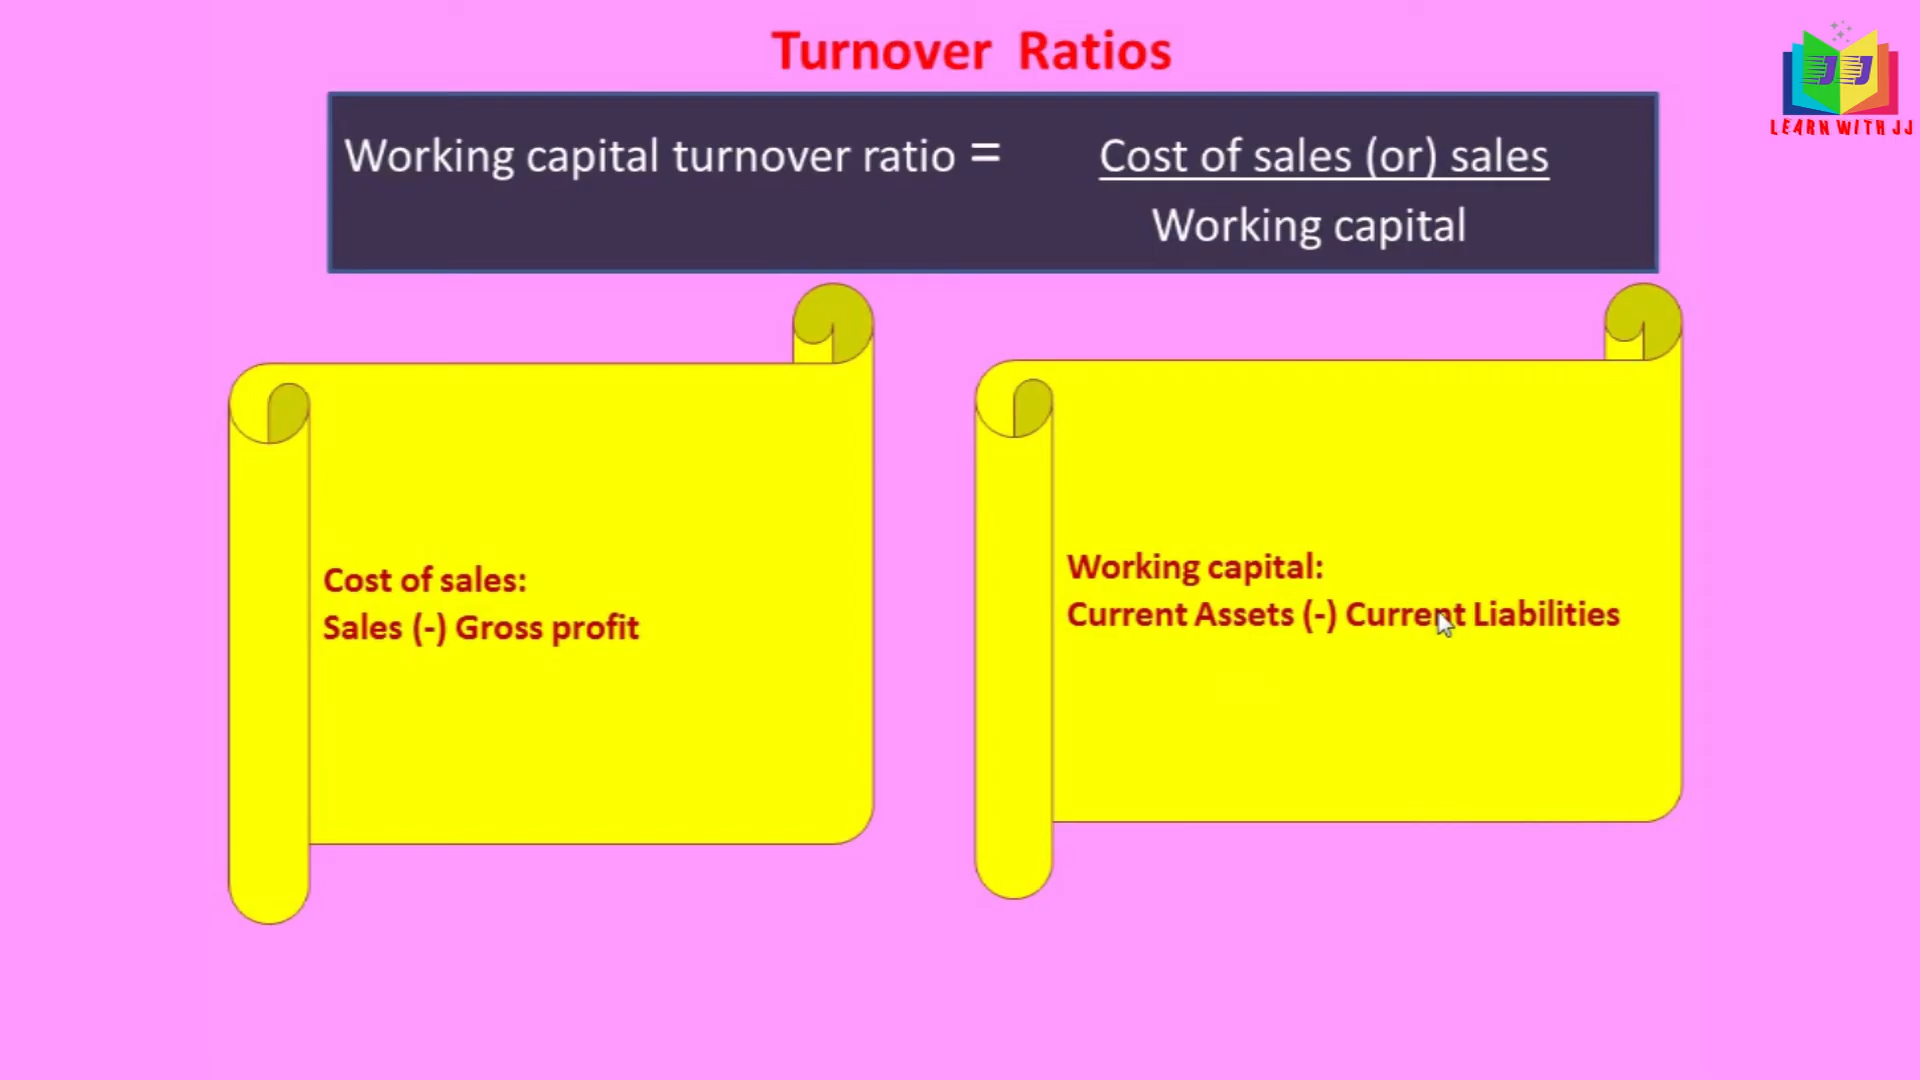 Turnover Ratios
LEARN WITH JJ
Working capital turnover ratio = Cost of sales (or) sales
Working capital
Cost of sales:
Sales (-) Gross profit
Working capital:
Current Assets (-) Current Liabilities